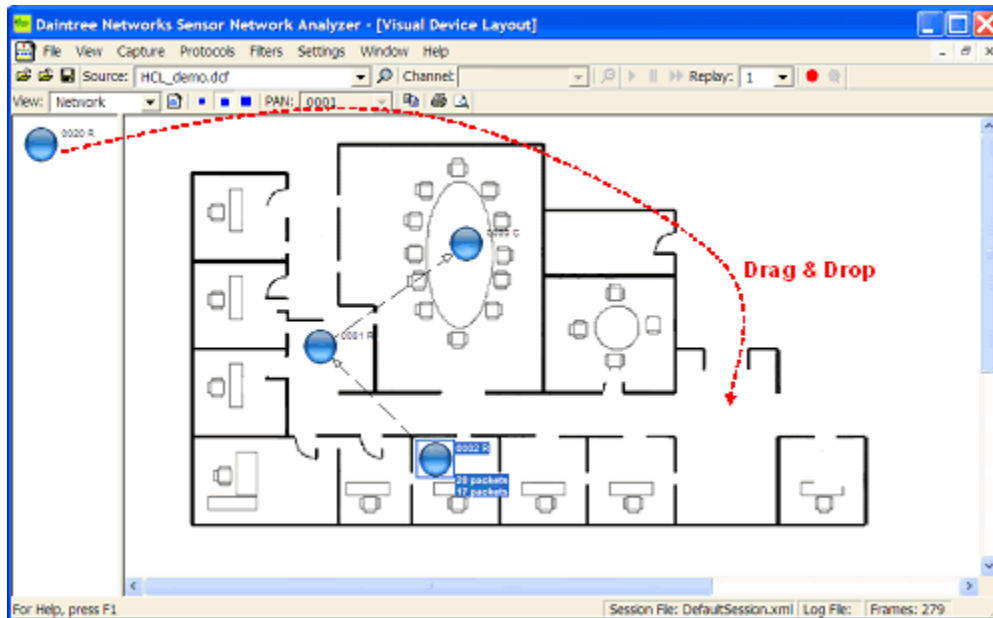 Daintree Networks Sensor Network Analyzer - [Visual Device Layout]
File View Capture Protocols Filters Settings Window Help
Source: HCL_demo.dcf Channel: Replay: 1
View: Network PAN: 0001
0020 R
C
Drag & Drop
0001 R
0002 R
20 packets
17 packets
For Help, press F1
Session File: DefaultSession.xml Log File: Frames: 279